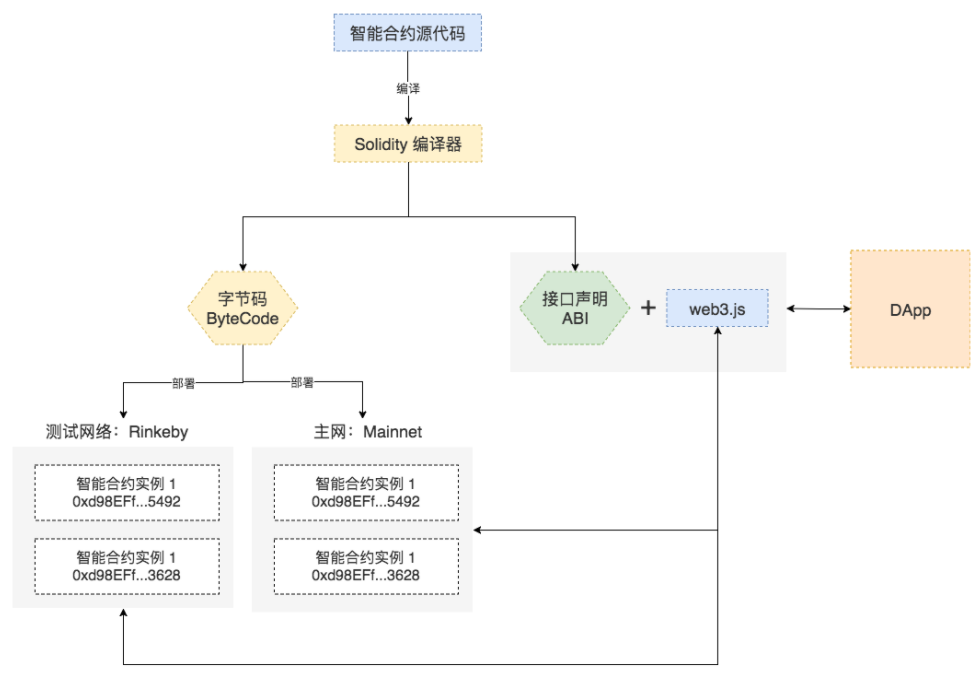 智能合约源代码
编译
Solidity 编译器
字节码
ByteCode
接口声明
ABI
+
web3.js
DApp
部署
部署
测试网络：Rinkeby
主网：Mainnet
智能合约实例 1
0xd98EFf...5492
智能合约实例 1
0xd98EFf...5492
智能合约实例 1
0xd98EFf...3628
智能合约实例 1
0xd98EFf...3628